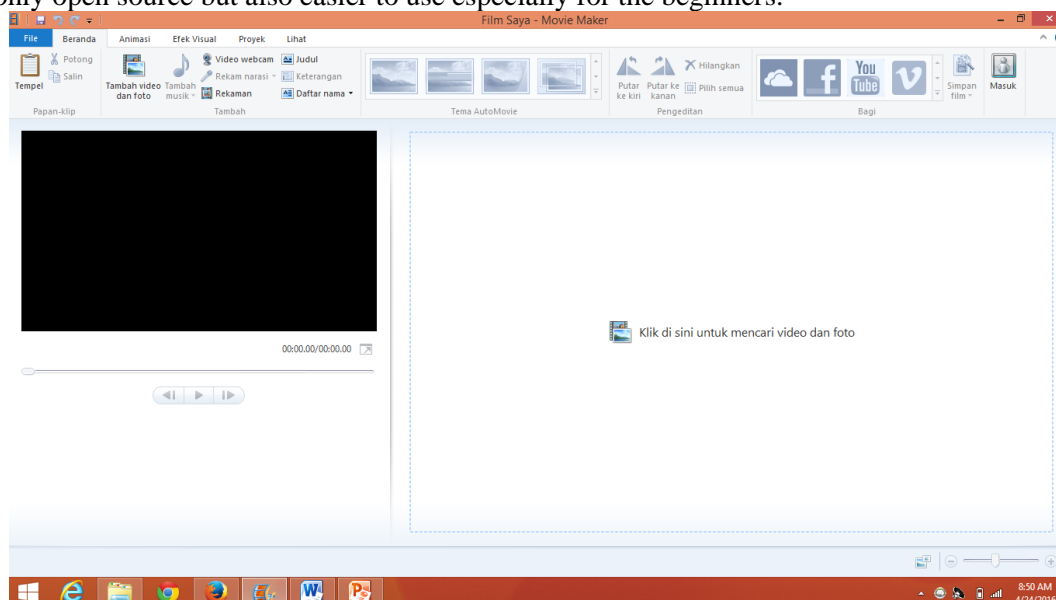 only open source but also easier to use especially for the beginners.
Film Saya - Movie Maker
File Beranda Animasi Efek Visual Proyek Lihat
Tempel
Potong
Salin
Papan-klip
Tambah video dan foto
Tambah musik
Video webcam
Rekam narasi
Rekaman
Judul
Keterangan
Daftar nama
Tambah
Tema AutoMovie
Putar ke kiri
Putar ke kanan
Hilangkan
Pilih semua
Pengeditan
You Tube
Bagi
Simpan film
Masuk
00:00.00/00:00.00
Klik di sini untuk mencari video dan foto
8:50 AM
4/24/2016